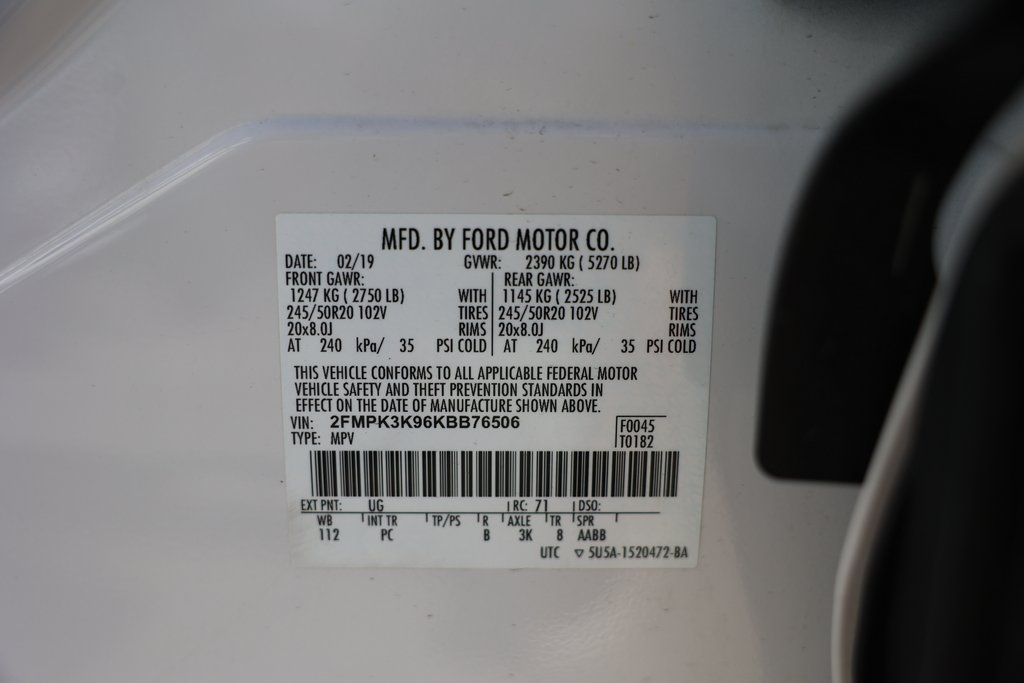 MFD. BY FORD MOTOR CO.
DATE: 02/19 GVWR: 2390 KG ( 5270 LB)
FRONT GAWR: REAR GAWR:
1247 KG ( 2750 LB) WITH 1145 KG ( 2525 LB) WITH
245/50R20 102V TIRES 245/50R20 102V TIRES
20x8.0J RIMS 20x8.0J RIMS
AT 240 kPa/ 35 PSI COLD AT 240 kPa/ 35 PSI COLD
THIS VEHICLE CONFORMS TO ALL APPLICABLE FEDERAL MOTOR
VEHICLE SAFETY AND THEFT PREVENTION STANDARDS IN
EFFECT ON THE DATE OF MANUFACTURE SHOWN ABOVE.
VIN: 2FMPK3K96KBB76506 F0045
TYPE: MPV T0182
EXT PNT: UG RC: 71 DSO:
WB INT TR TP/PS R AXLE TR SPR
112 PC B 3K 8 AABB
UTC ▽ 5U5A-1520472-BA